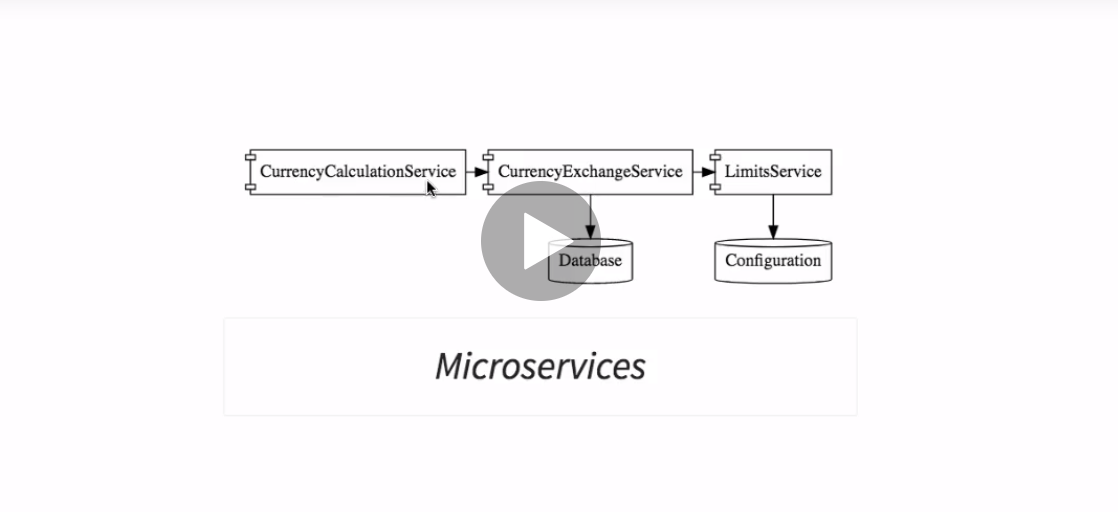 CurrencyCalculationService
CurrencyExchangeService
LimitsService
Database
Configuration
Microservices